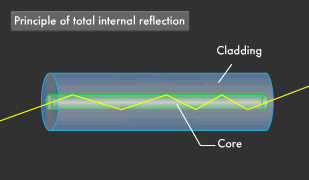 Principle of total internal reflection
Cladding
Core